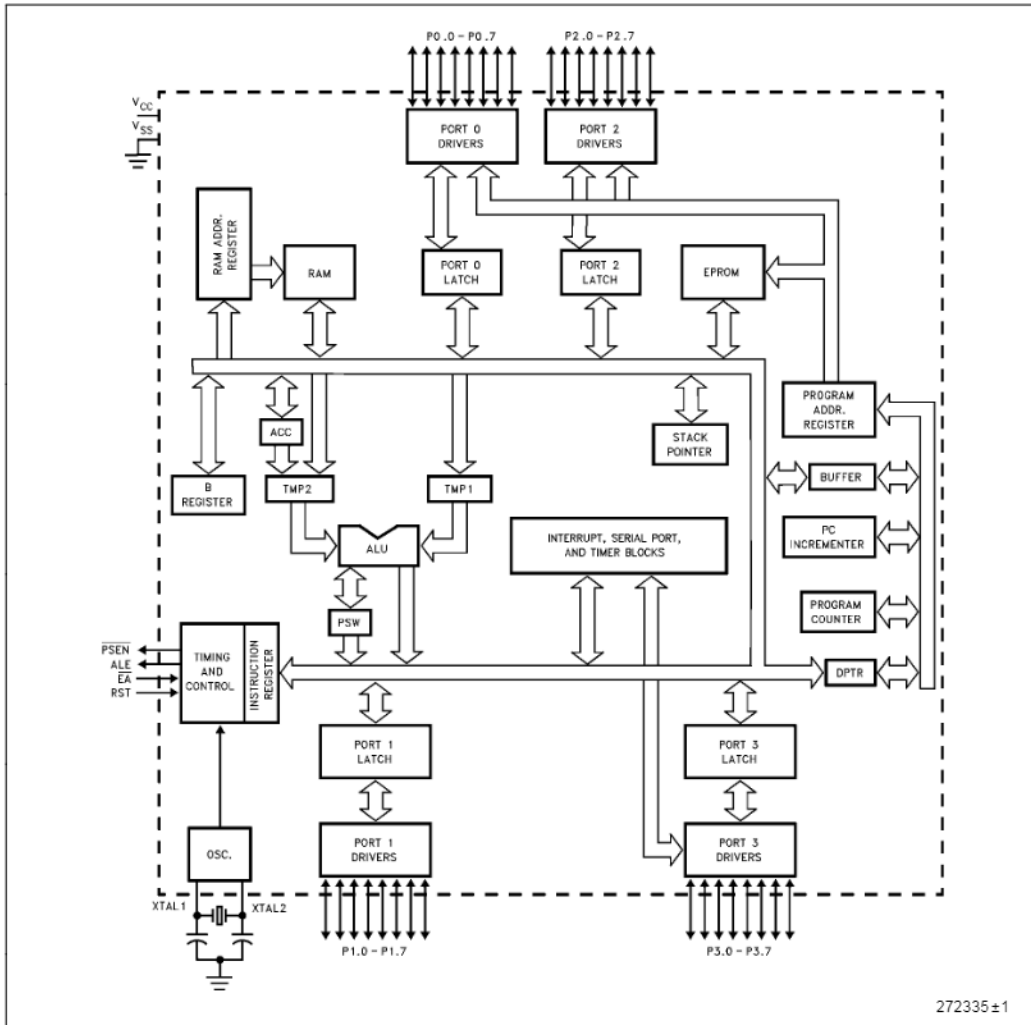 P0.0 – P0.7
P2.0 – P2.7
VCC
VSS
PORT 0
DRIVERS
PORT 2
DRIVERS
RAM ADDR.
REGISTER
RAM
PORT 0
LATCH
PORT 2
LATCH
EPROM
PROGRAM
ADDR.
REGISTER
ACC
STACK
POINTER
B
REGISTER
TMP2
TMP1
BUFFER
ALU
INTERRUPT, SERIAL PORT,
AND TIMER BLOCKS
PC
INCREMENTER
PSW
PROGRAM
COUNTER
PSEN
ALE
EA
RST
TIMING
AND
CONTROL
INSTRUCTION
REGISTER
DPTR
PORT 1
LATCH
PORT 3
LATCH
OSC.
PORT 1
DRIVERS
PORT 3
DRIVERS
XTAL1
XTAL2
P1.0 – P1.7
P3.0 – P3.7
272335±1